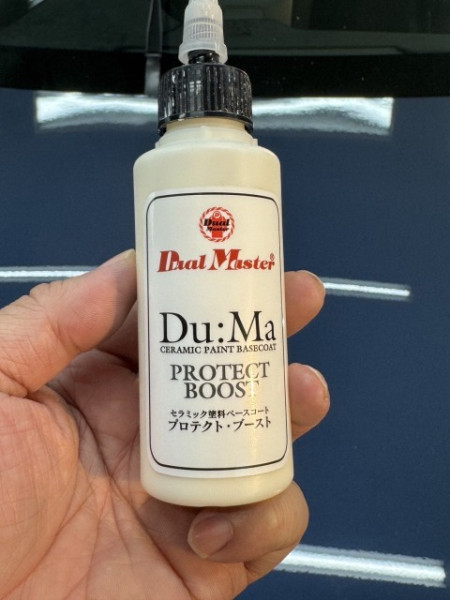 Dual
Master
Dual Master®
Du:Ma
CERAMIC PAINT BASECOAT
PROTECT
BOOST
セラミック塗料ベースコート
プロテクト・ブースト